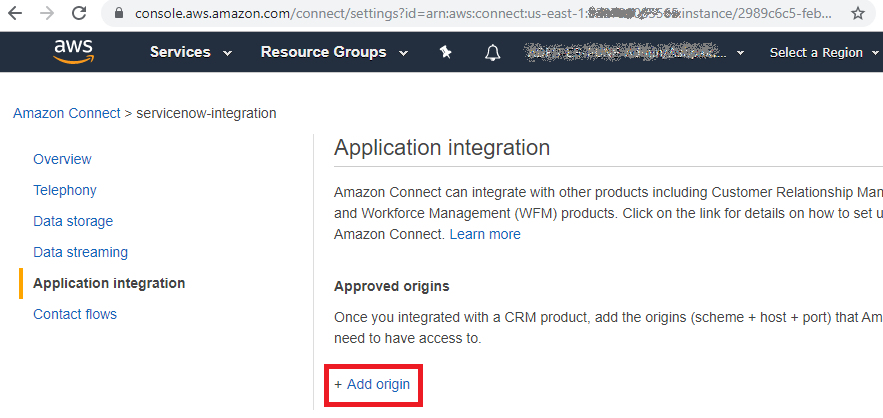 console.aws.amazon.com/connect/settings?id=arn:aws:connect:us-east-1: instance/2989c6c5-feb...
aws Services Resource Groups Select a Region
Amazon Connect > servicenow-integration
Overview
Telephony
Data storage
Data streaming
Application integration
Contact flows
Application integration
Amazon Connect can integrate with other products including Customer Relationship Man
and Workforce Management (WFM) products. Click on the link for details on how to set u
Amazon Connect. Learn more
Approved origins
Once you integrated with a CRM product, add the origins (scheme + host + port) that Am
need to have access to.
+ Add origin